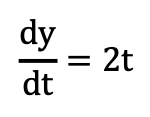 dy/dt = 2t